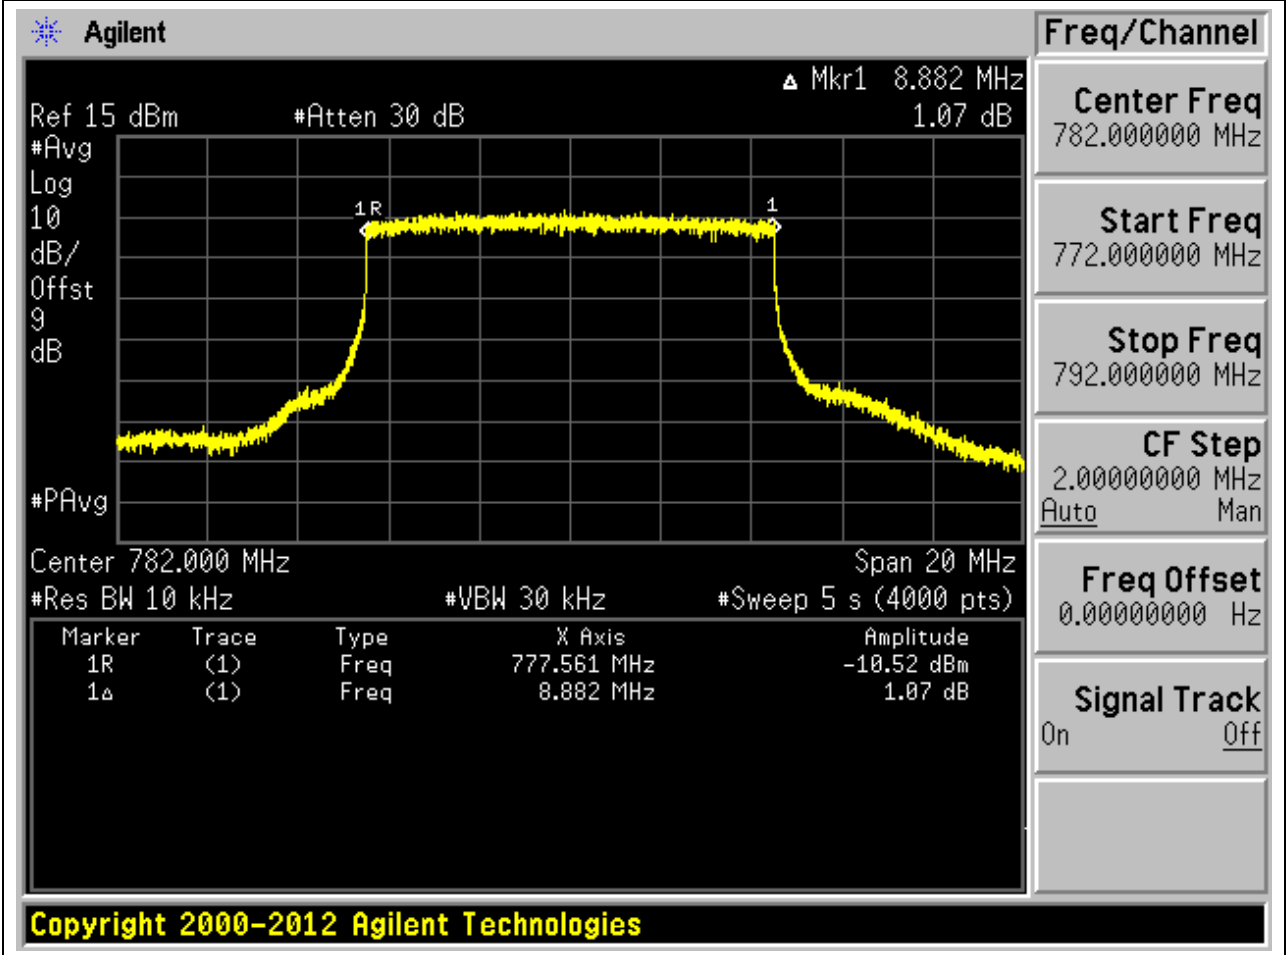 Agilent
Freq/Channel
Δ Mkr1 8.882 MHz
Ref 15 dBm #Atten 30 dB 1.07 dB
#Avg
Log
10
dB/
Offst
9
dB
#PAvg
1R
1
Center 782.000 MHz Span 20 MHz
#Res BW 10 kHz #VBW 30 kHz #Sweep 5 s (4000 pts)
Marker Trace Type X Axis Amplitude
1R (1) Freq 777.561 MHz -10.52 dBm
1Δ (1) Freq 8.882 MHz 1.07 dB
Center Freq
782.000000 MHz
Start Freq
772.000000 MHz
Stop Freq
792.000000 MHz
CF Step
2.00000000 MHz
Auto Man
Freq Offset
0.00000000 Hz
Signal Track
On Off
Copyright 2000-2012 Agilent Technologies